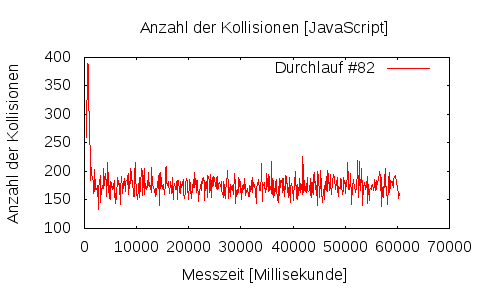 Anzahl der Kollisionen [JavaScript]
Durchlauf #82
Anzahl der Kollisionen
400
350
300
250
200
150
100
0 10000 20000 30000 40000 50000 60000 70000
Messzeit [Millisekunde]